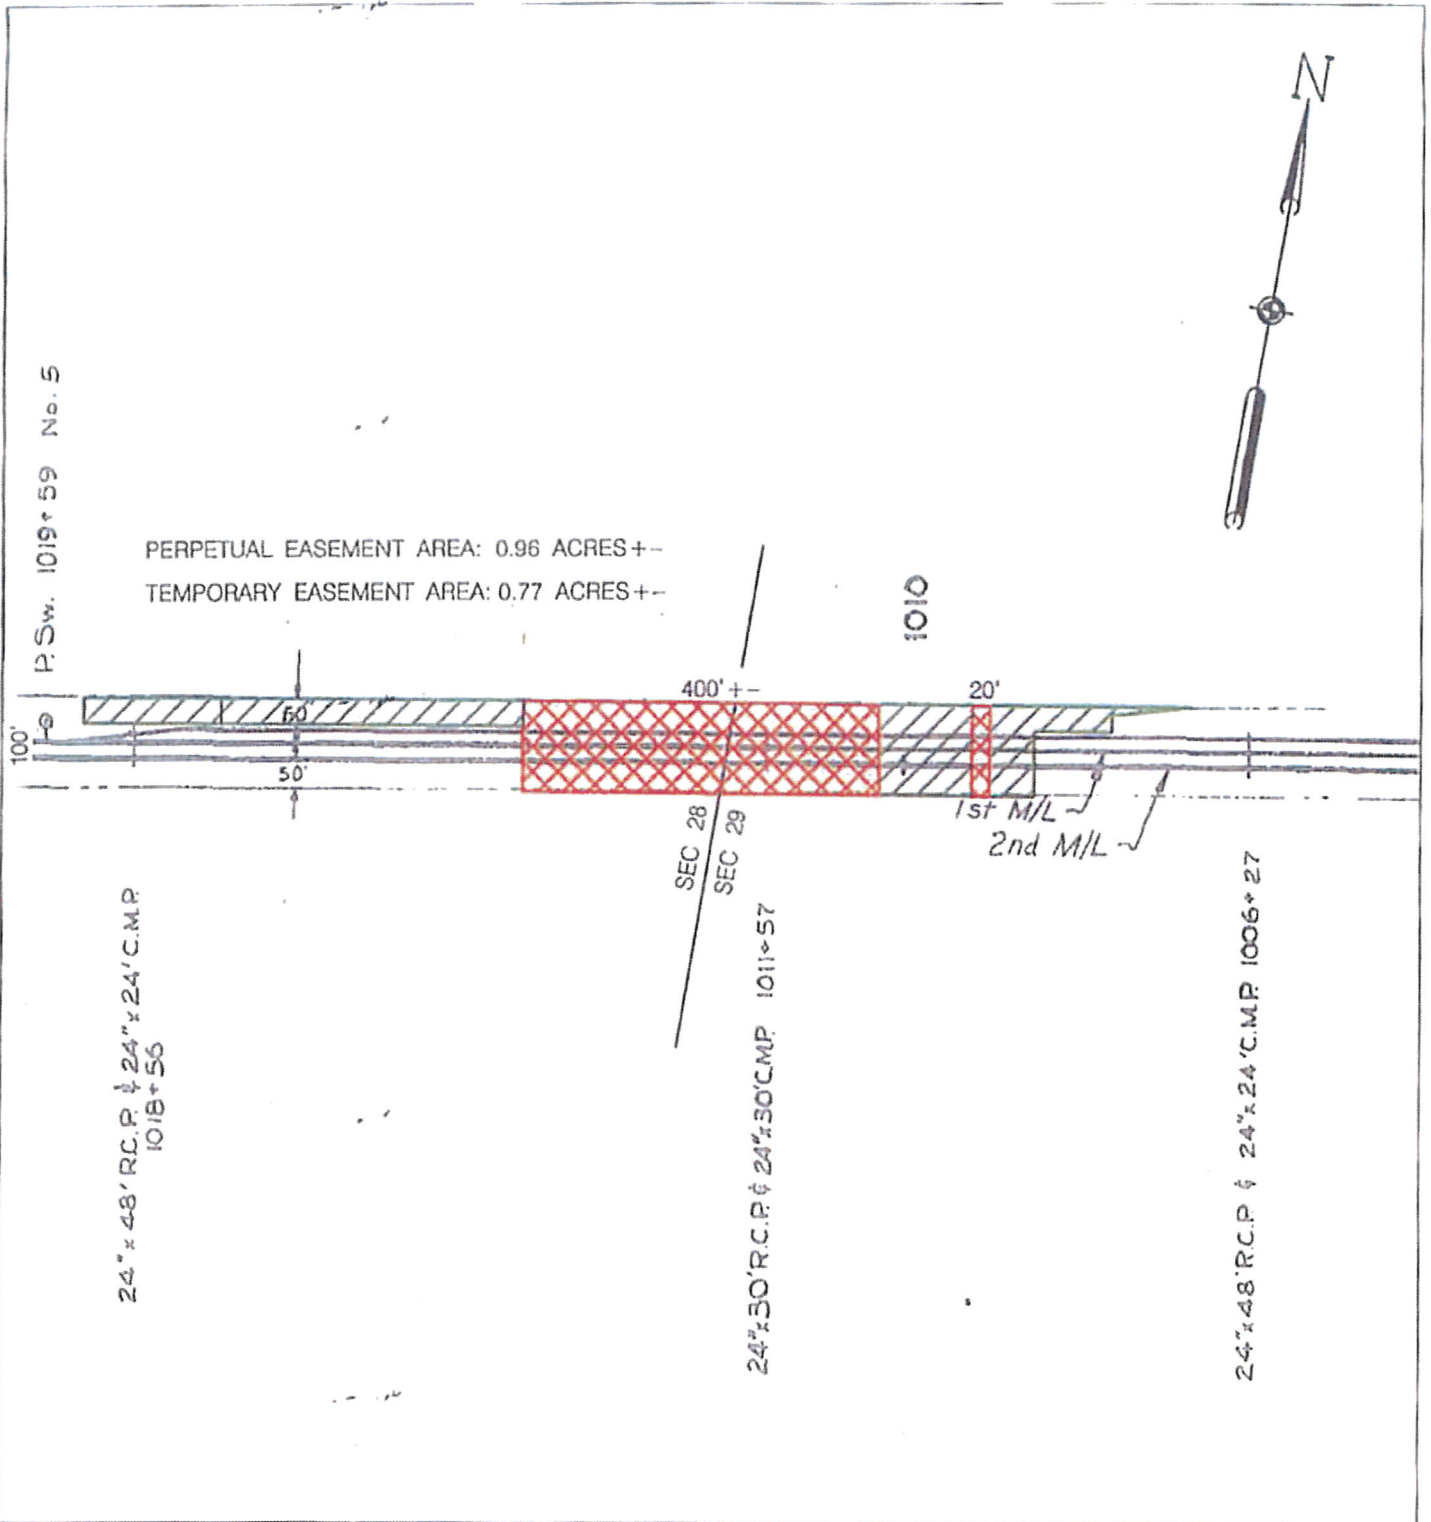 N
P.Sw. 1019+59 No. 5
PERPETUAL EASEMENT AREA: 0.96 ACRES+-
TEMPORARY EASEMENT AREA: 0.77 ACRES+-
1010
400'+-
20'
100'
50'
1st M/L
2nd M/L
SEC 28
SEC 29
24"x48' R.C.P. & 24"x24' C.M.P.
1018+56
24"x30' R.C.P. & 24"x30' C.M.P. 1011+57
24"x48' R.C.P. & 24"x24' C.M.P. 1006+27